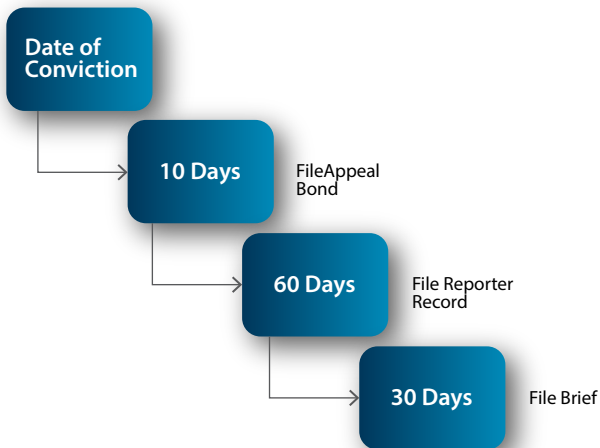 Date of
Conviction
10 Days
FileAppeal
Bond
60 Days
File Reporter
Record
30 Days
File Brief